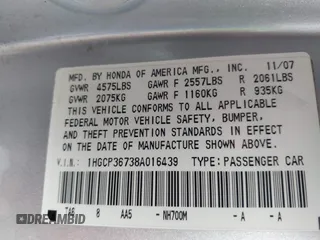 MFD. BY HONDA OF AMERICA MFG., INC. 11/07
GVWR 4575LBS GAWR F 2557LBS R 2061LBS
GVWR 2075KG GAWR F 1160KG R 935KG
THIS VEHICLE CONFORMS TO ALL APPLICABLE
FEDERAL MOTOR VEHICLE SAFETY, BUMPER,
AND THEFT PREVENTION STANDARDS IN
EFFECT ON THE DATE OF MANUFACTURE
SHOWN ABOVE.
V.I.N.: 1HGCP36738A016439 TYPE: PASSENGER CAR
TA6 0 AA5 - NH700M - A - A
DREAMBID